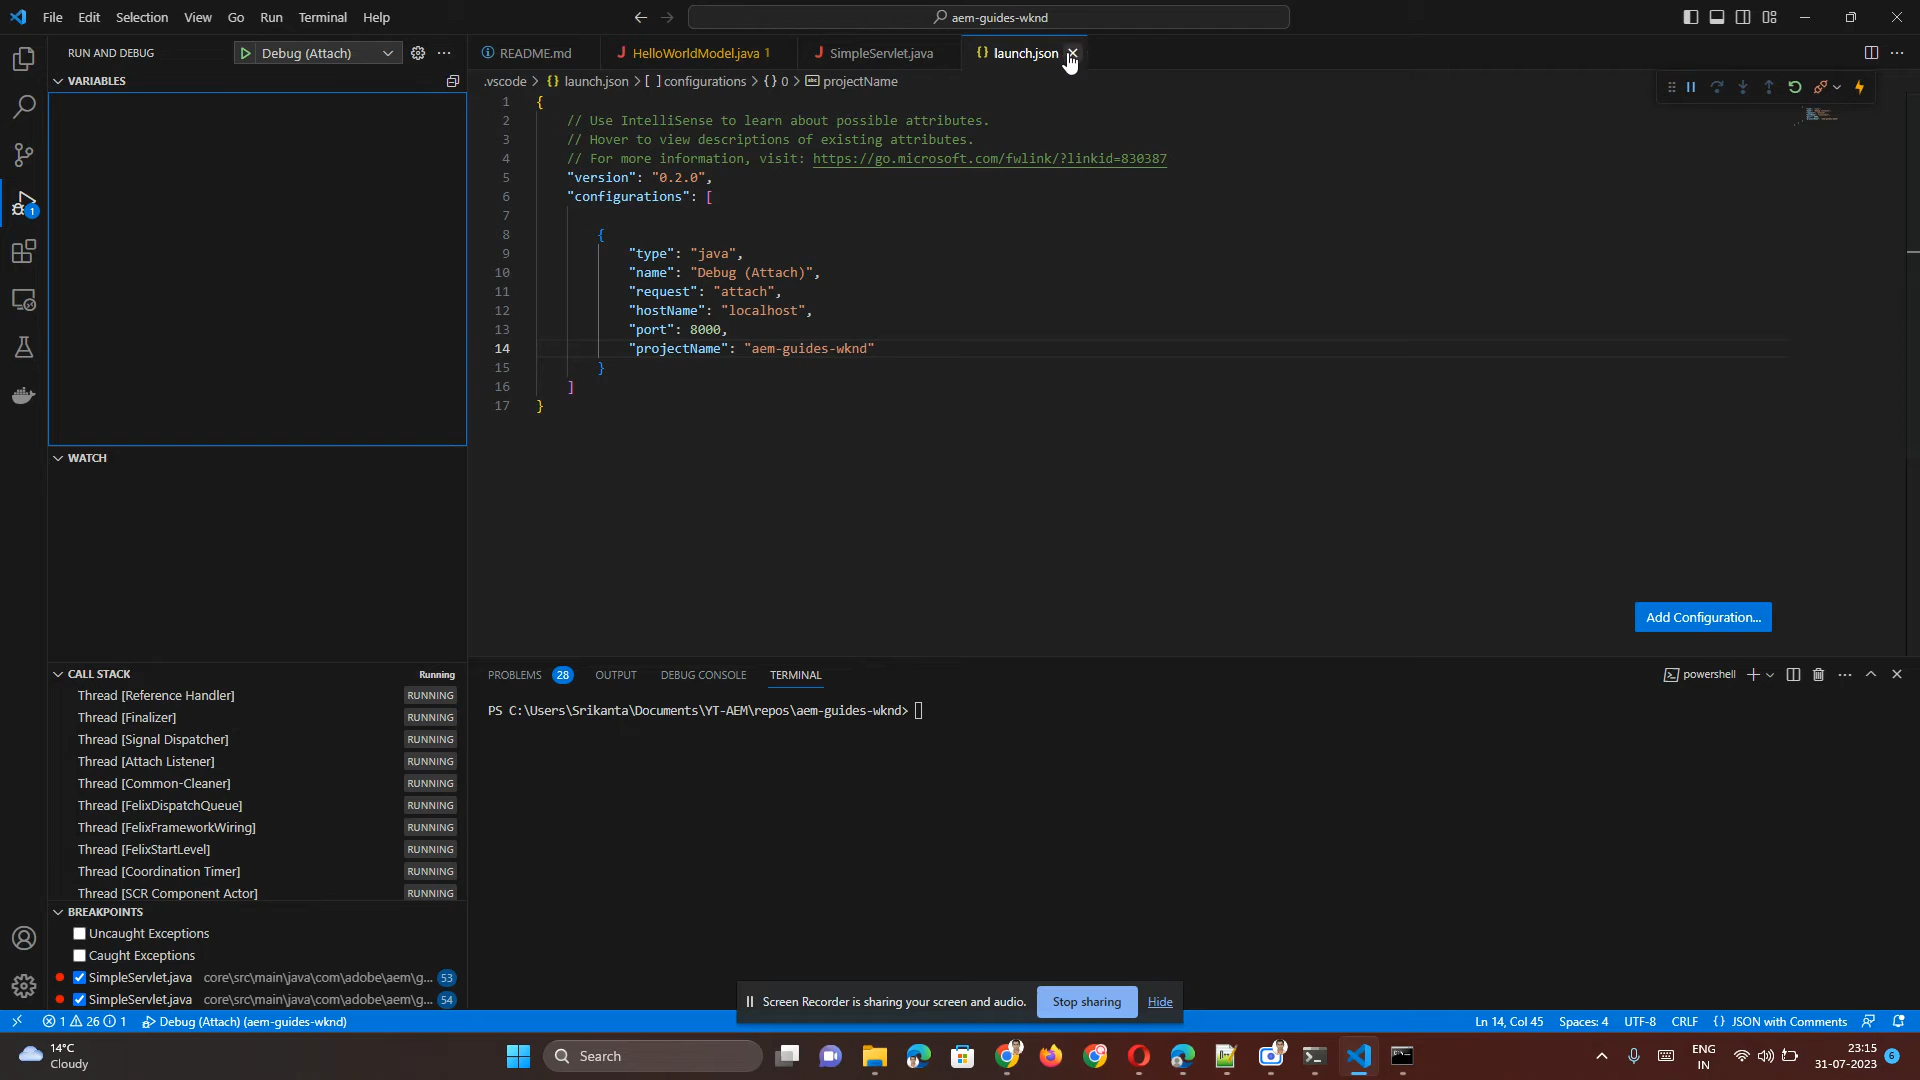 File Edit Selection View Go Run Terminal Help
aem-guides-wknd
RUN AND DEBUG
Debug (Attach)
README.md
HelloWorldModel.java 1
SimpleServlet.java
launch.json
VARIABLES
.vscode > launch.json > [ ] configurations > { } 0 > projectName
1 {
2 // Use IntelliSense to learn about possible attributes.
3 // Hover to view descriptions of existing attributes.
4 // For more information, visit: https://go.microsoft.com/fwlink/?linkid=830387
5 "version": "0.2.0",
6 "configurations": [
7
8 {
9 "type": "java",
10 "name": "Debug (Attach)",
11 "request": "attach",
12 "hostName": "localhost",
13 "port": 8000,
14 "projectName": "aem-guides-wknd"
15 }
16 ]
17 }
1
WATCH
Add Configuration...
CALL STACK Running
Thread [Reference Handler] RUNNING
Thread [Finalizer] RUNNING
Thread [Signal Dispatcher] RUNNING
Thread [Attach Listener] RUNNING
Thread [Common-Cleaner] RUNNING
Thread [FelixDispatchQueue] RUNNING
Thread [FelixFrameworkWiring] RUNNING
Thread [FelixStartLevel] RUNNING
Thread [Coordination Timer] RUNNING
Thread [SCR Component Actor] RUNNING
PROBLEMS 28 OUTPUT DEBUG CONSOLE TERMINAL
powershell
PS C:\Users\Srikanta\Documents\YT-AEM\repos\aem-guides-wknd>
BREAKPOINTS
Uncaught Exceptions
Caught Exceptions
SimpleServlet.java core\src\main\java\com\adobe\aem\g... 53
SimpleServlet.java core\src\main\java\com\adobe\aem\g... 54
Screen Recorder is sharing your screen and audio. Stop sharing Hide
1 26 1 Debug (Attach) (aem-guides-wknd)
Ln 14, Col 45 Spaces: 4 UTF-8 CRLF { } JSON with Comments
14°C
Cloudy
Search
ENG
IN
23:15
31-07-2023
6